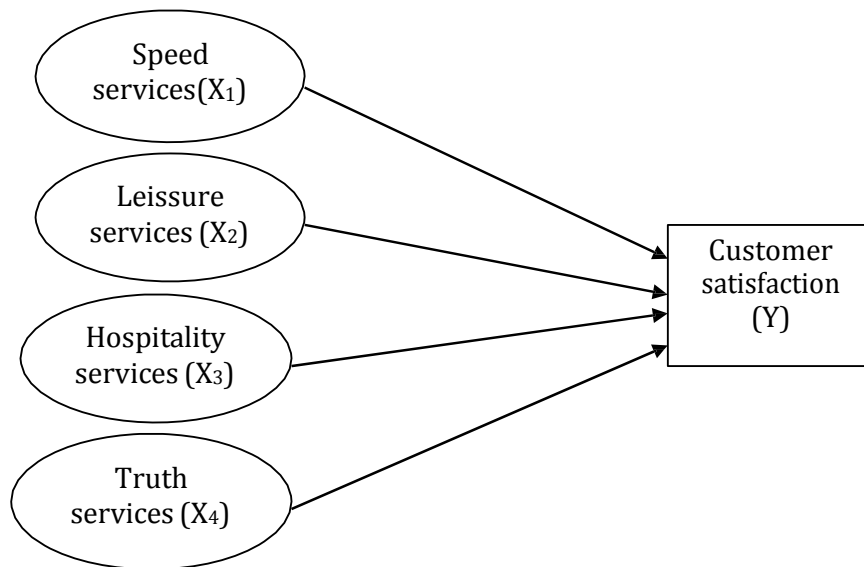 Speed
services(X₁)
Leissure
services (X₂)
Hospitality
services (X₃)
Truth
services (X₄)
Customer
satisfaction
(Y)